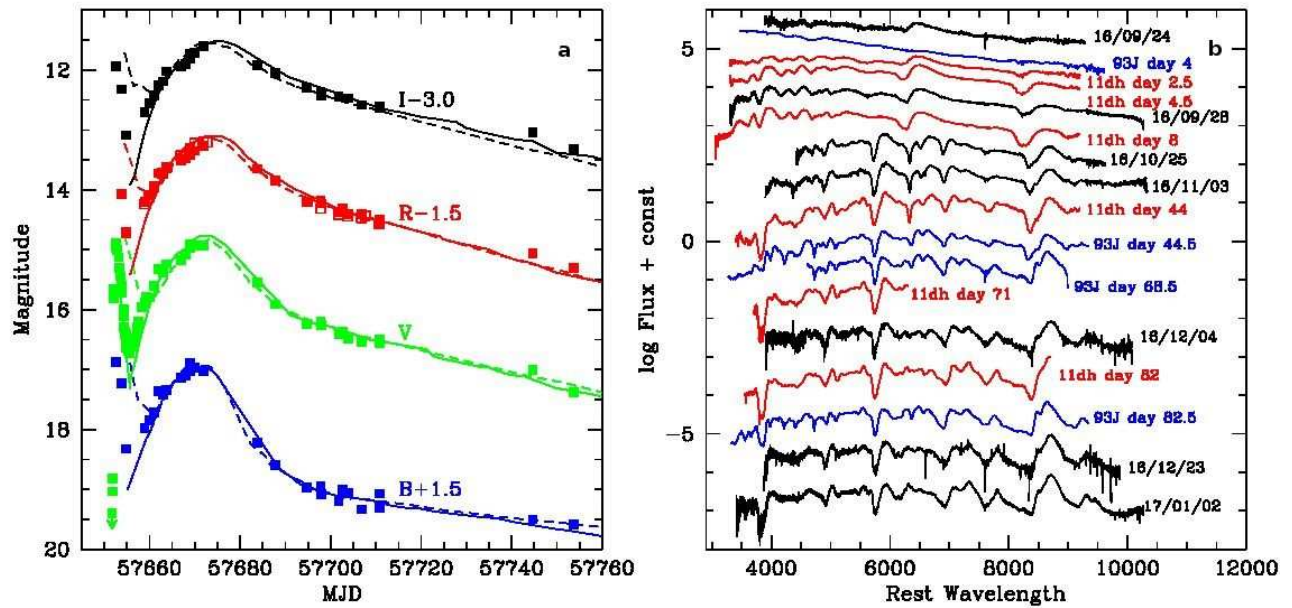 a
12
14
16
18
20
Magnitude
I−3.0
R−1.5
V
B+1.5
57660
57680
57700
57720
57740
57760
MJD
b
5
0
−5
log Flux + const
16/09/24
93J day 4
11dh day 2.5
11dh day 4.5
16/09/28
11dh day 8
16/10/25
16/11/03
11dh day 44
93J day 44.5
93J day 68.5
11dh day 71
16/12/04
11dh day 82
93J day 82.5
16/12/23
17/01/02
4000
6000
8000
10000
12000
Rest Wavelength